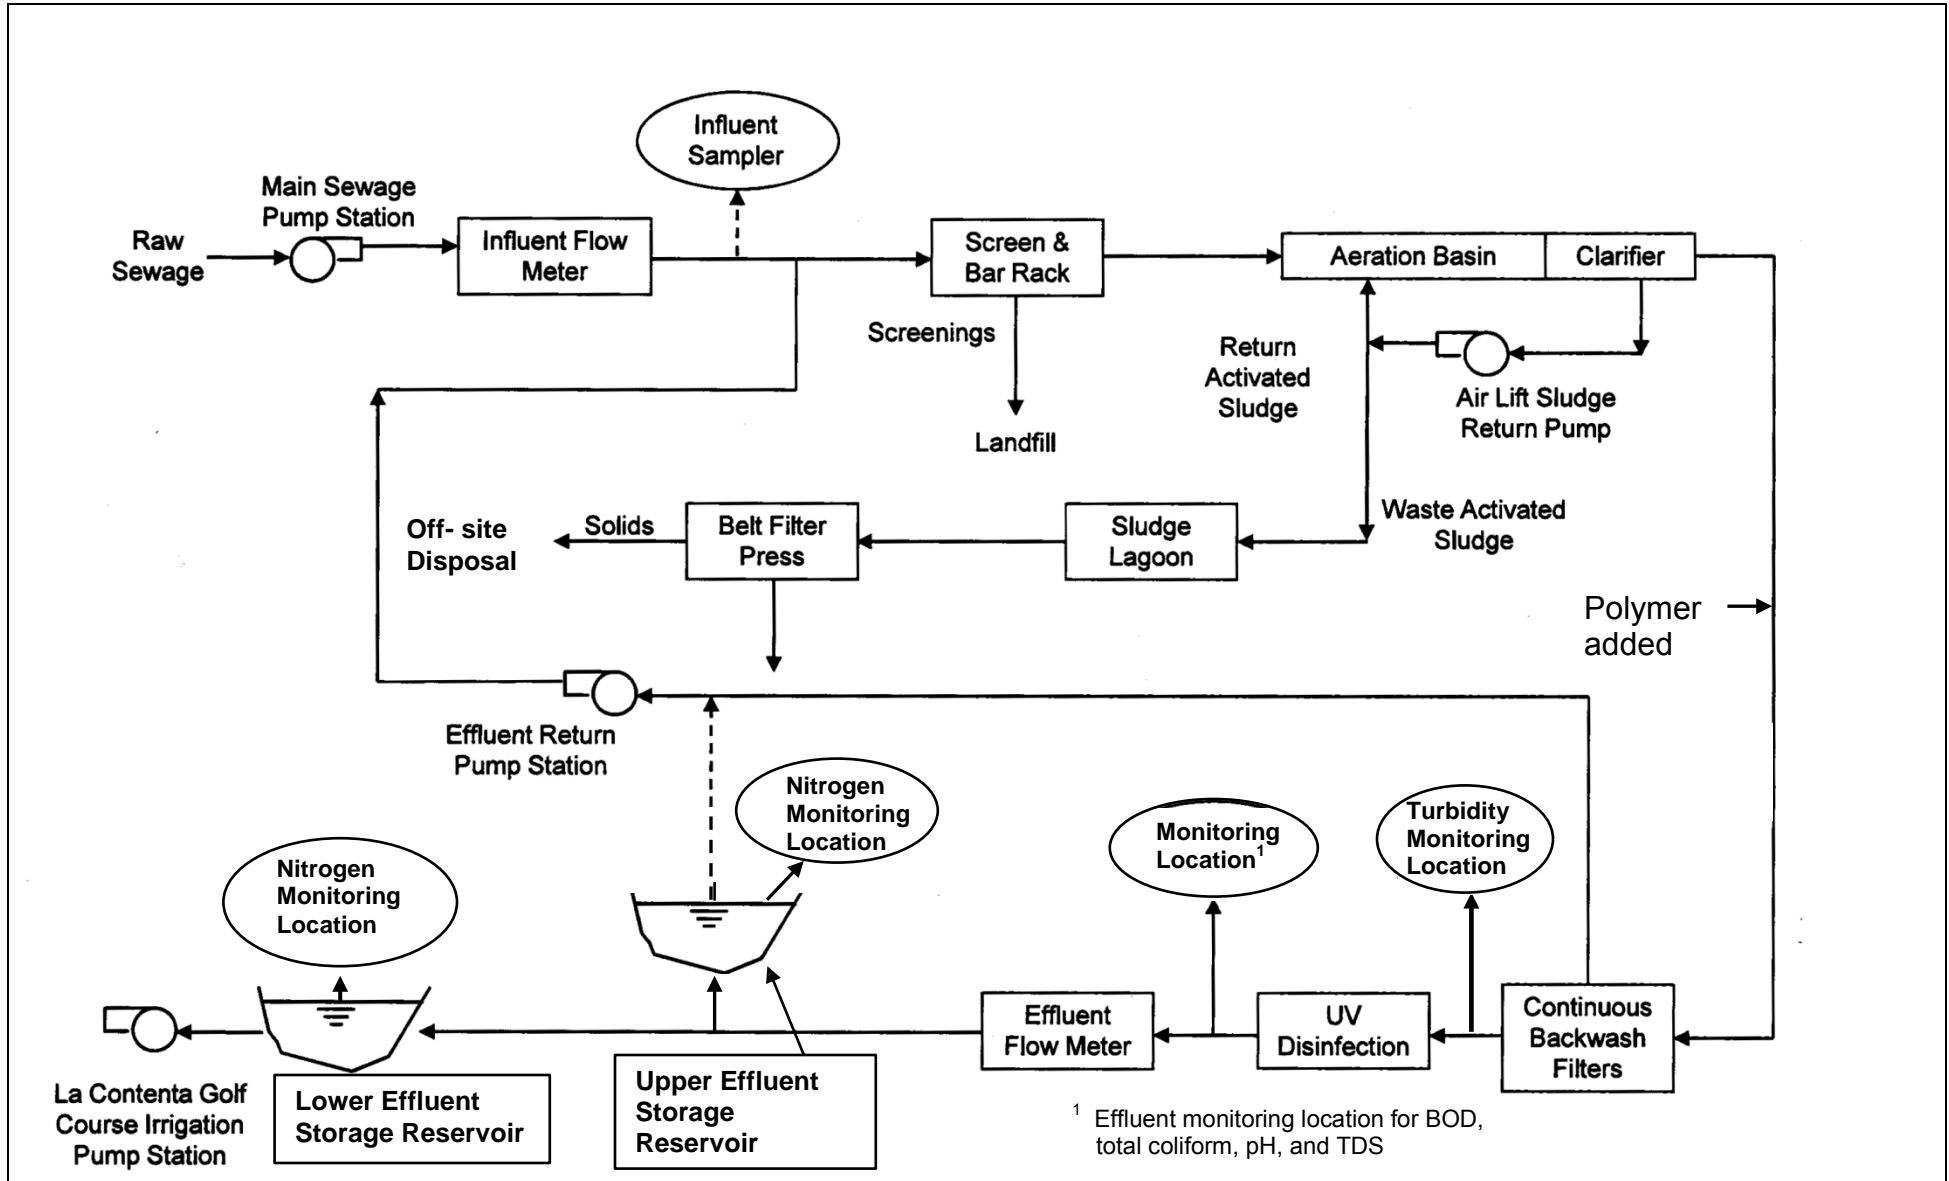 Influent
Sampler
Main Sewage
Pump Station
Raw
Sewage
Influent Flow
Meter
Screen &
Bar Rack
Aeration Basin
Clarifier
Screenings
Landfill
Return
Activated
Sludge
Air Lift Sludge
Return Pump
Off- site
Disposal
Solids
Belt Filter
Press
Sludge
Lagoon
Waste Activated
Sludge
Polymer
added
Effluent Return
Pump Station
Nitrogen
Monitoring
Location
Nitrogen
Monitoring
Location
Monitoring
Location1
Turbidity
Monitoring
Location
Effluent
Flow Meter
UV
Disinfection
Continuous
Backwash
Filters
La Contenta Golf
Course Irrigation
Pump Station
Lower Effluent
Storage Reservoir
Upper Effluent
Storage
Reservoir
1 Effluent monitoring location for BOD,
total coliform, pH, and TDS